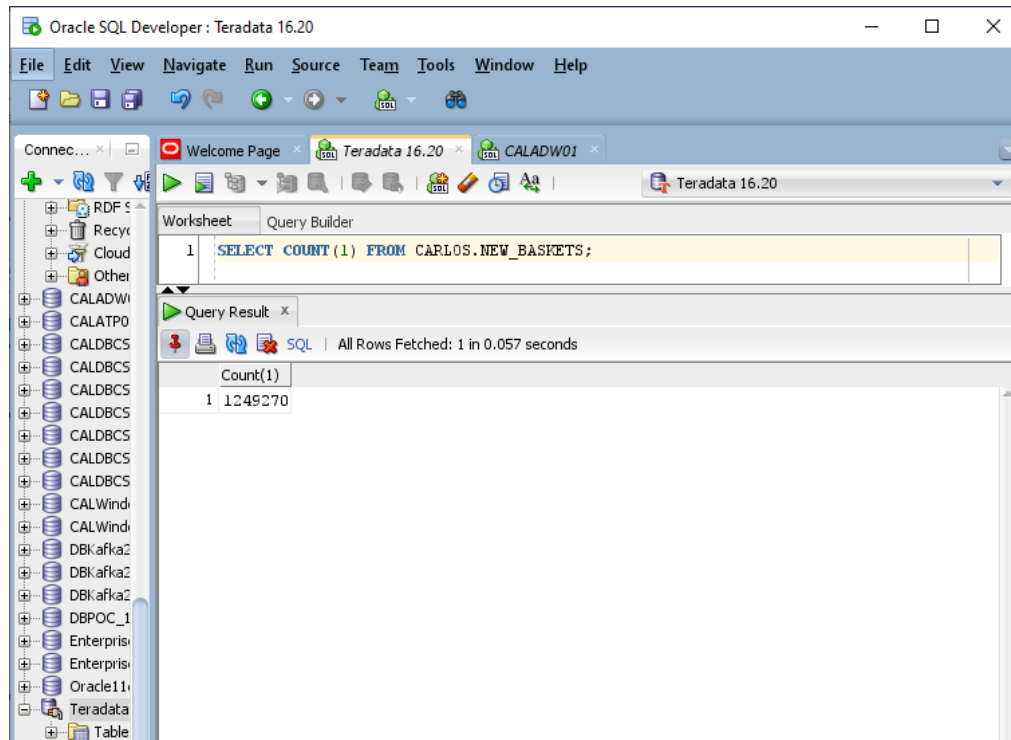 Oracle SQL Developer : Teradata 16.20
File Edit View Navigate Run Source Team Tools Window Help
Connec...
Welcome Page
Teradata 16.20
CALADW01
Teradata 16.20
RDF S
Recyc
Cloud
Other
CALADW
CALATP0
CALDBCS
CALDBCS
CALDBCS
CALDBCS
CALDBCS
CALDBCS
CALDBCS
CALWind
CALWind
DBKafka2
DBKafka2
DBKafka2
DBPOC_1
Enterpris
Enterpris
Oracle11
Teradata
Table
Worksheet Query Builder
1 SELECT COUNT(1) FROM CARLOS.NEW_BASKETS;
Query Result
SQL | All Rows Fetched: 1 in 0.057 seconds
Count(1)
1 1249270